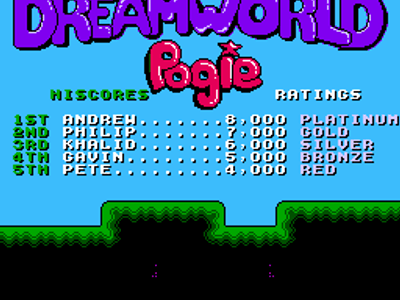 DREAMWORLD
Pogie
HISCORES RATINGS
1ST ANDREW.......8,000 PLATINUM
2ND PHILIP.......7,000 GOLD
3RD KHALID.......6,000 SILVER
4TH GAVIN........5,000 BRONZE
5TH PETE.........4,000 RED